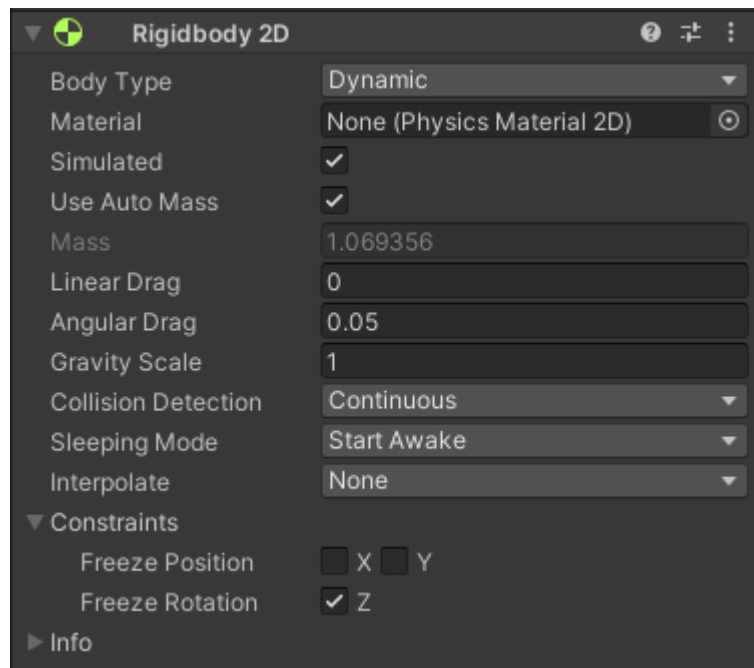 Rigidbody 2D
Body Type Dynamic
Material None (Physics Material 2D)
Simulated
Use Auto Mass
Mass 1.069356
Linear Drag 0
Angular Drag 0.05
Gravity Scale 1
Collision Detection Continuous
Sleeping Mode Start Awake
Interpolate None
Constraints
Freeze Position X Y
Freeze Rotation Z
Info